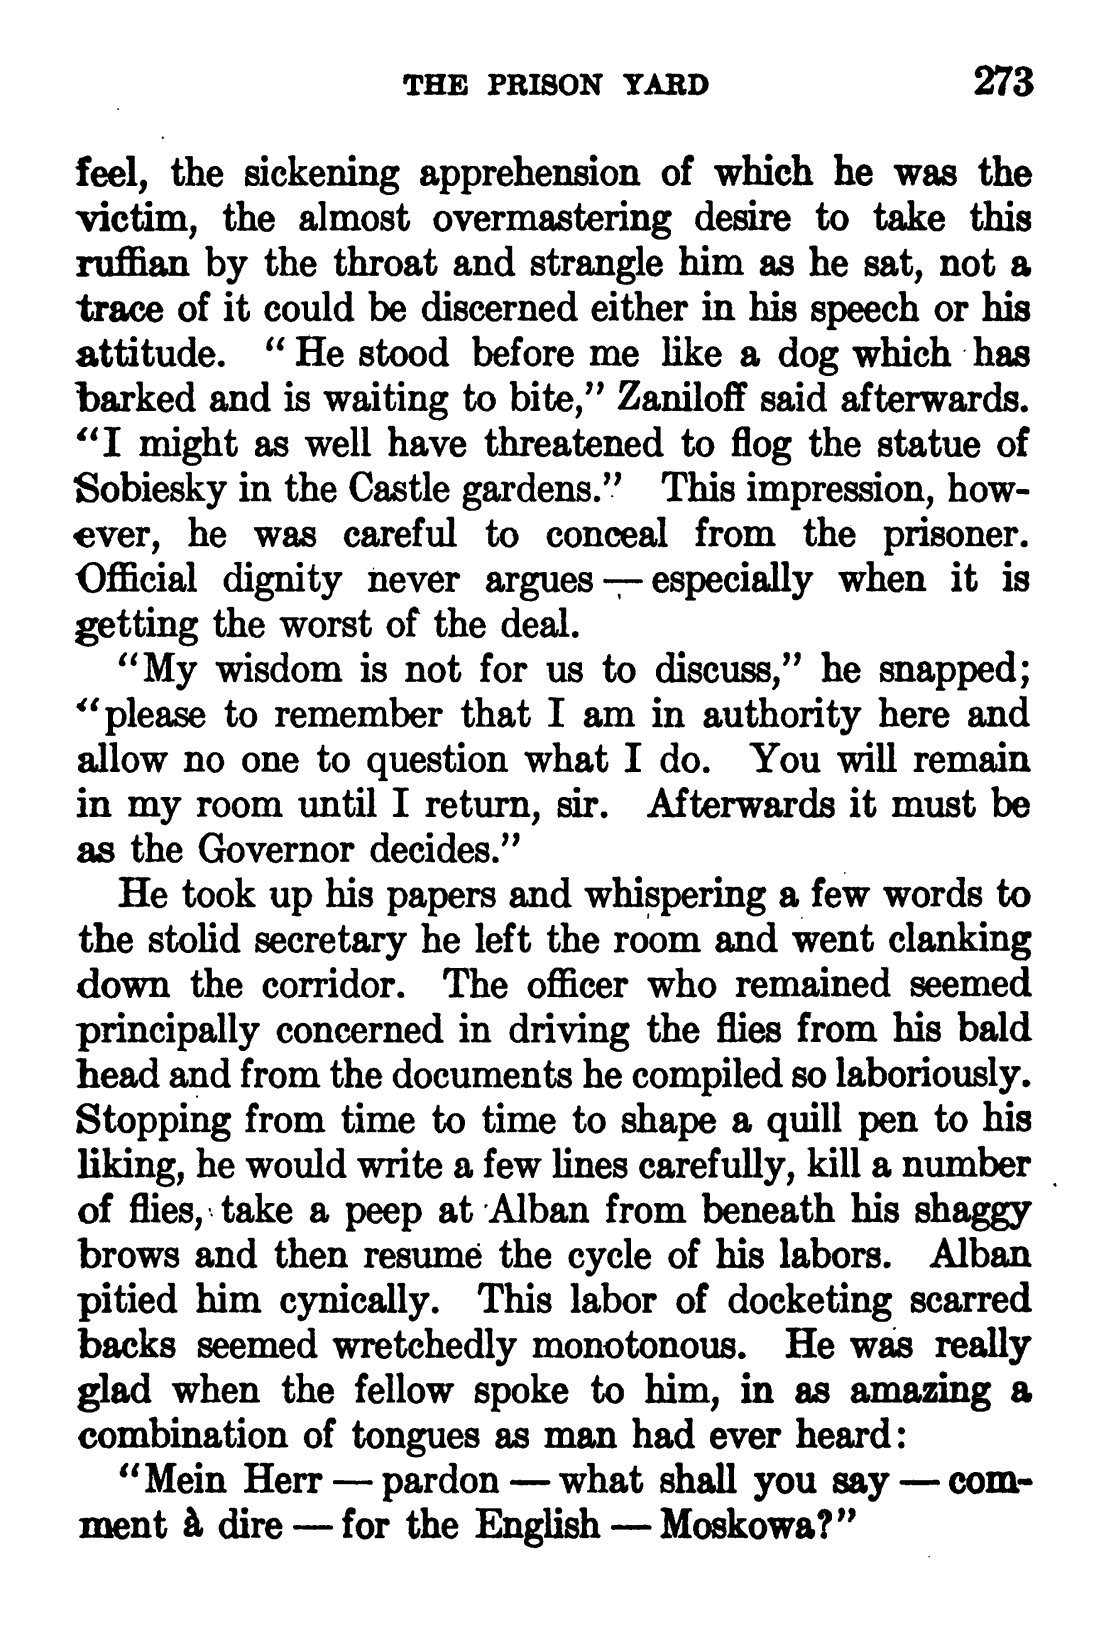 THE PRISON YARD 273
feel, the sickening apprehension of which he was the
victim, the almost overmastering desire to take this
ruffian by the throat and strangle him as he sat, not a
trace of it could be discerned either in his speech or his
attitude. “He stood before me like a dog which has
barked and is waiting to bite,” Zaniloff said afterwards.
“I might as well have threatened to flog the statue of
Sobiesky in the Castle gardens.” This impression, how-
ever, he was careful to conceal from the prisoner.
Official dignity never argues — especially when it is
getting the worst of the deal.
“My wisdom is not for us to discuss,” he snapped;
“please to remember that I am in authority here and
allow no one to question what I do. You will remain
in my room until I return, sir. Afterwards it must be
as the Governor decides.”
He took up his papers and whispering a few words to
the stolid secretary he left the room and went clanking
down the corridor. The officer who remained seemed
principally concerned in driving the flies from his bald
head and from the documents he compiled so laboriously.
Stopping from time to time to shape a quill pen to his
liking, he would write a few lines carefully, kill a number
of flies, take a peep at Alban from beneath his shaggy
brows and then resume the cycle of his labors. Alban
pitied him cynically. This labor of docketing scarred
backs seemed wretchedly monotonous. He was really
glad when the fellow spoke to him, in as amazing a
combination of tongues as man had ever heard:
“Mein Herr — pardon — what shall you say — com-
ment à dire — for the English — Moskowa?”